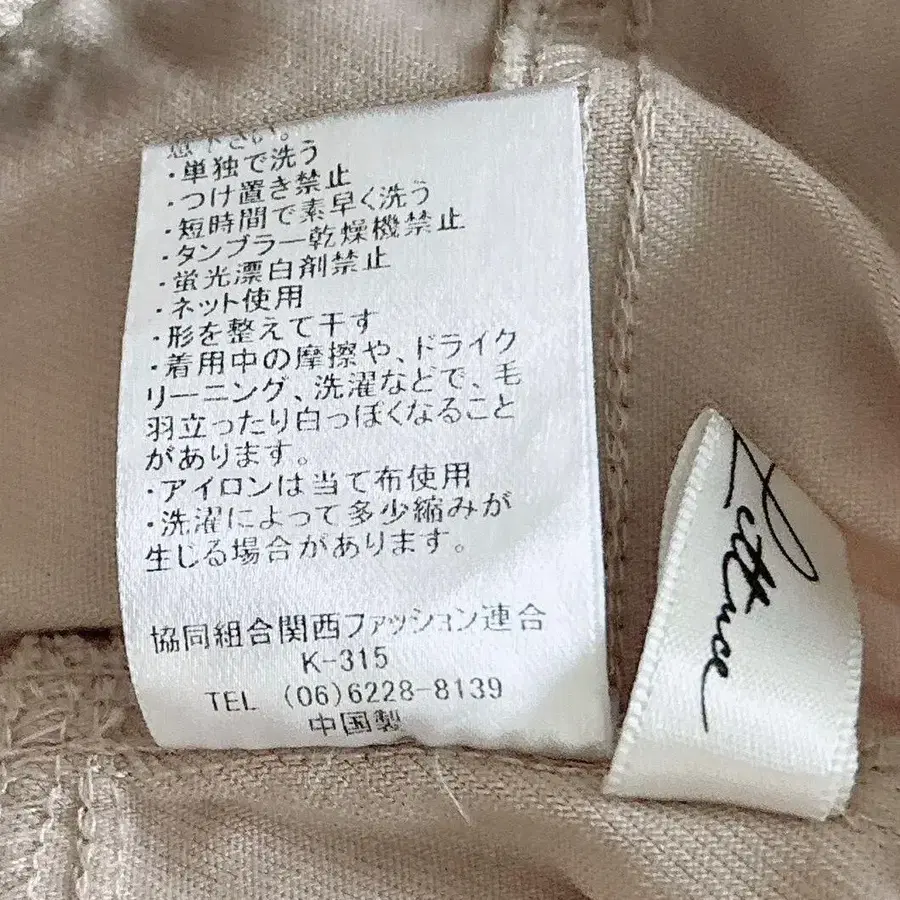 意下さい。
・単独で洗う
・つけ置き禁止
・短時間で素早く洗う
・タンブラー乾燥機禁止
・蛍光漂白剤禁止
・ネット使用
・形を整えて干す
・着用中の摩擦や、ドライク
リーニング、洗濯などで、毛
羽立ったり白っぽくなること
があります。
・アイロンは当て布使用
・洗濯によって多少縮みが
生じる場合があります。
協同組合関西ファッション連合
K-315
TEL (06)6228-8139
中国製